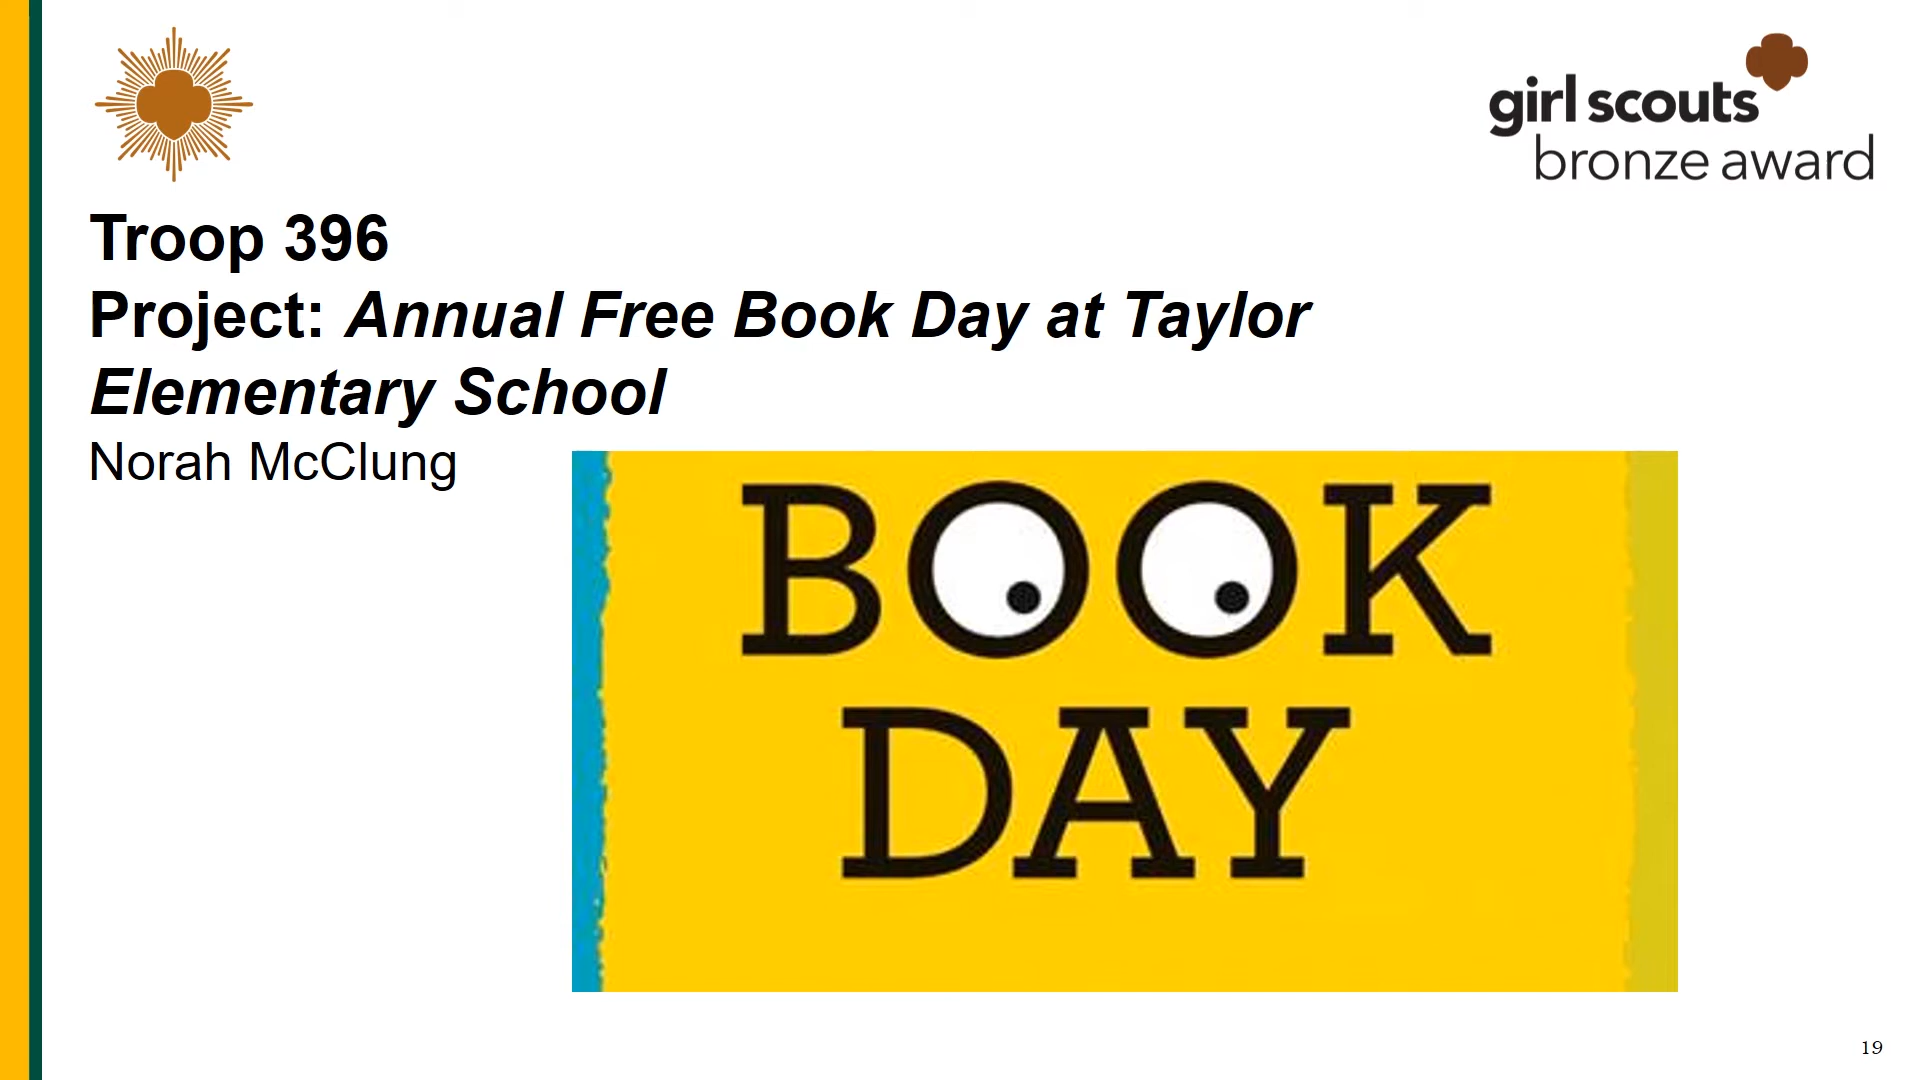 girl scouts
bronze award
Troop 396
Project: Annual Free Book Day at Taylor
Elementary School
Norah McClung
BOOK
DAY
19